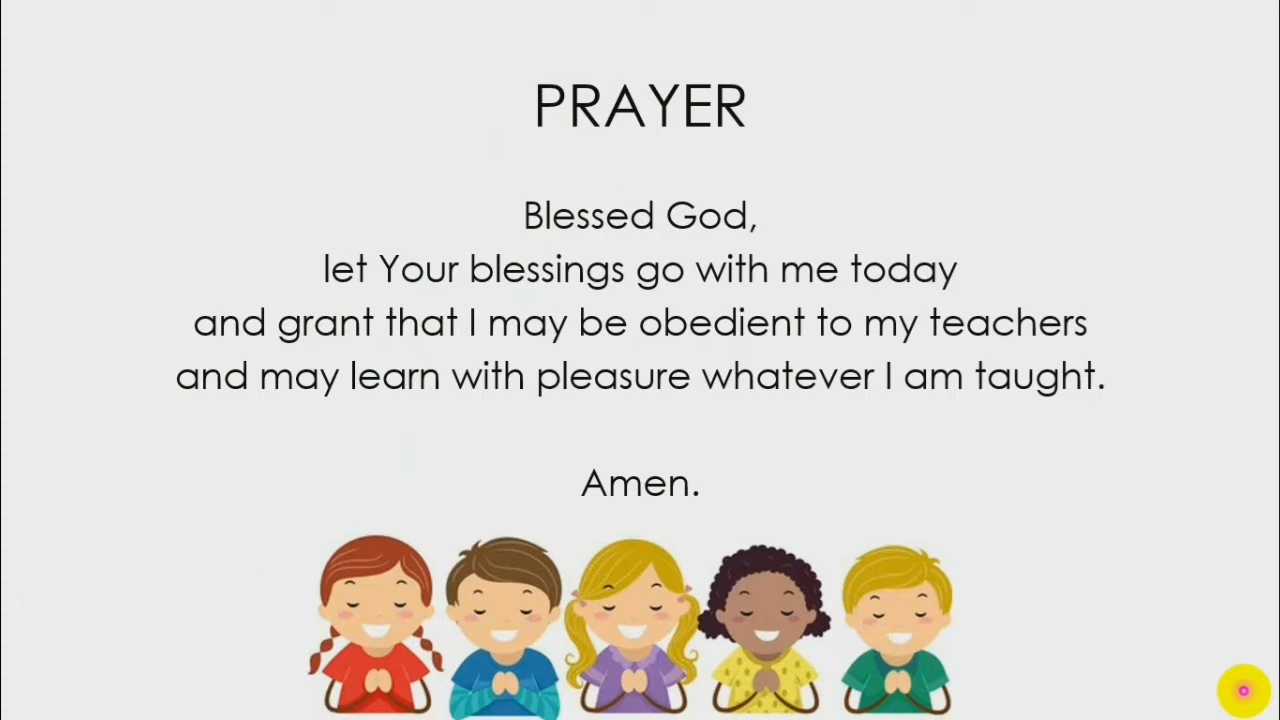 PRAYER
Blessed God,
let Your blessings go with me today
and grant that I may be obedient to my teachers
and may learn with pleasure whatever I am taught.
Amen.